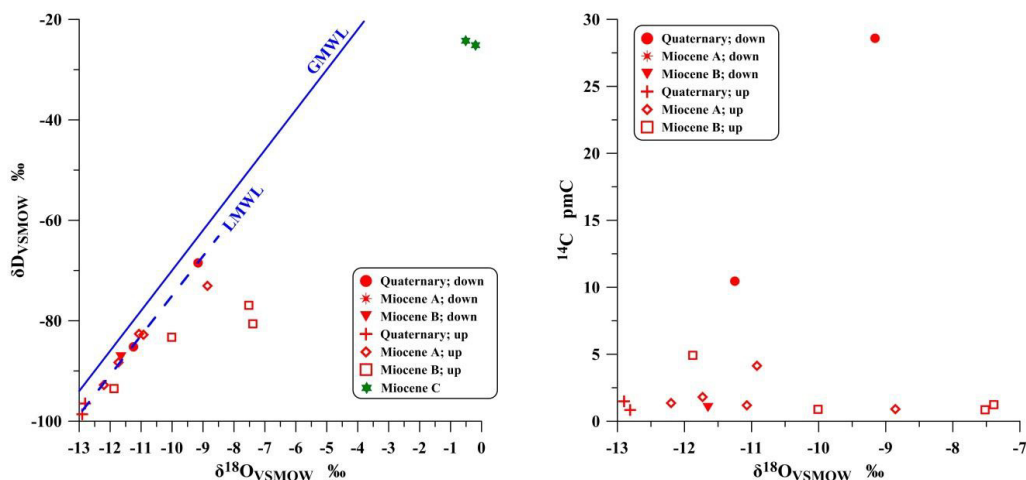 -20
-40
-60
-80
-100
δD_VSMOW ‰
GMWL
LMWL
Quaternary; down
Miocene A; down
Miocene B; down
Quaternary; up
Miocene A; up
Miocene B; up
Miocene C
-13 -12 -11 -10 -9 -8 -7 -6 -5 -4 -3 -2 -1 0
δ¹⁸O_VSMOW ‰
30
25
20
15
10
5
0
¹⁴C pmC
Quaternary; down
Miocene A; down
Miocene B; down
Quaternary; up
Miocene A; up
Miocene B; up
-13 -12 -11 -10 -9 -8 -7
δ¹⁸O_VSMOW ‰